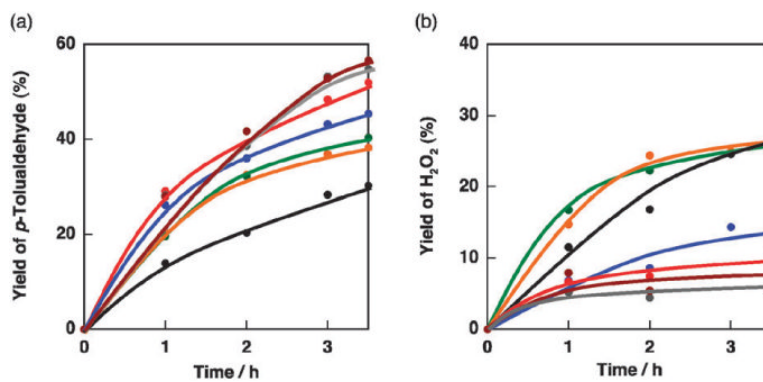 (a)
60
40
20
0
Yield of p-Tolualdehyde (%)
0 1 2 3
Time / h
(b)
40
30
20
10
0
Yield of H₂O₂ (%)
0 1 2 3
Time / h